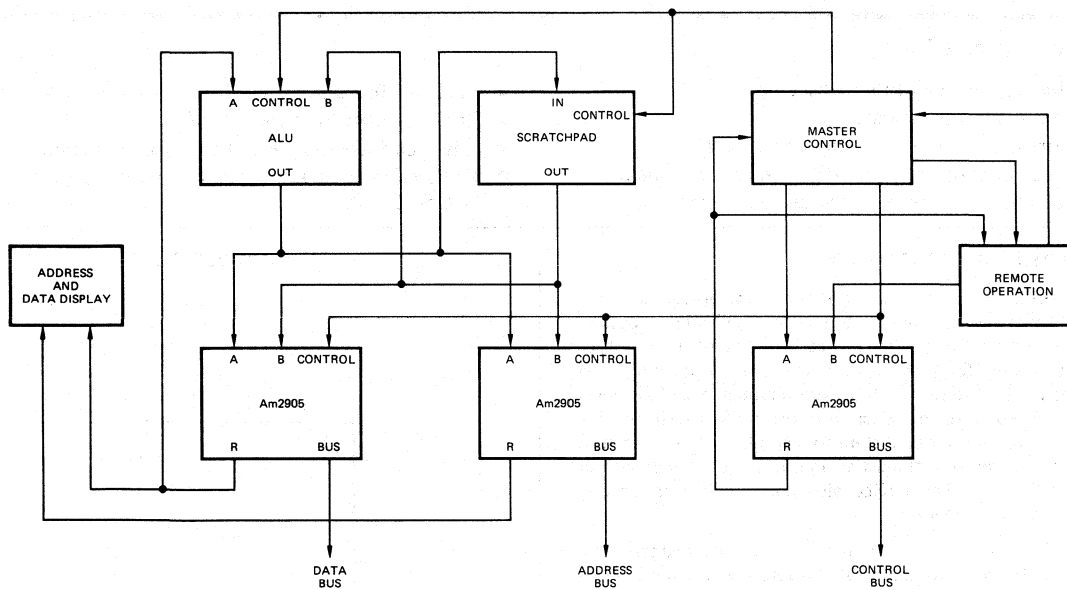 A CONTROL B
ALU
OUT
IN
CONTROL
SCRATCHPAD
OUT
MASTER
CONTROL
ADDRESS
AND
DATA DISPLAY
REMOTE
OPERATION
A B CONTROL
Am2905
R BUS
A B CONTROL
Am2905
R BUS
A B CONTROL
Am2905
R BUS
DATA
BUS
ADDRESS
BUS
CONTROL
BUS